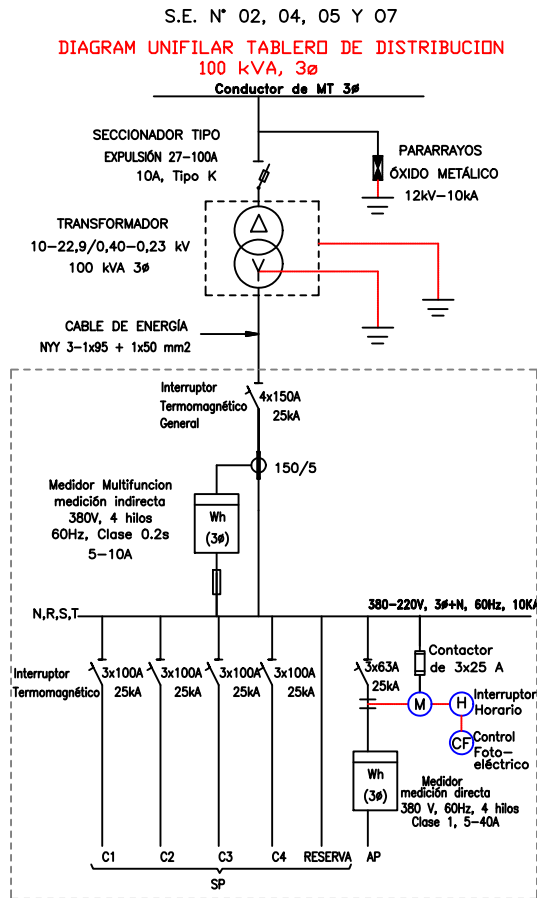 S.E. N° 02, 04, 05 Y 07
DIAGRAM UNIFILAR TABLERO DE DISTRIBUCION
100 kVA, 3ø
Conductor de MT 3ø
SECCIONADOR TIPO
EXPULSIÓN 27-100A
10A, Tipo K
PARARRAYOS
ÓXIDO METÁLICO
12kV-10kA
TRANSFORMADOR
10-22,9/0,40-0,23 kV
100 kVA 3ø
CABLE DE ENERGÍA
NYY 3-1x95 + 1x50 mm2
Interruptor
Termomagnético
General
4x150A
25kA
150/5
Medidor Multifuncion
medición indirecta
380V, 4 hilos
60Hz, Clase 0.2s
5-10A
Wh
(3ø)
N,R,S,T
380-220V, 3ø+N, 60Hz, 10KA
Interruptor
Termomagnético
3x100A
25kA
3x100A
25kA
3x100A
25kA
3x100A
25kA
3x63A
25kA
Contactor
de 3x25 A
M
H
Interruptor
Horario
CF
Control
Foto-
eléctrico
Wh
(3ø)
Medidor
medición directa
380 V, 60Hz, 4 hilos
Clase 1, 5-40A
C1
C2
C3
C4
RESERVA
AP
SP